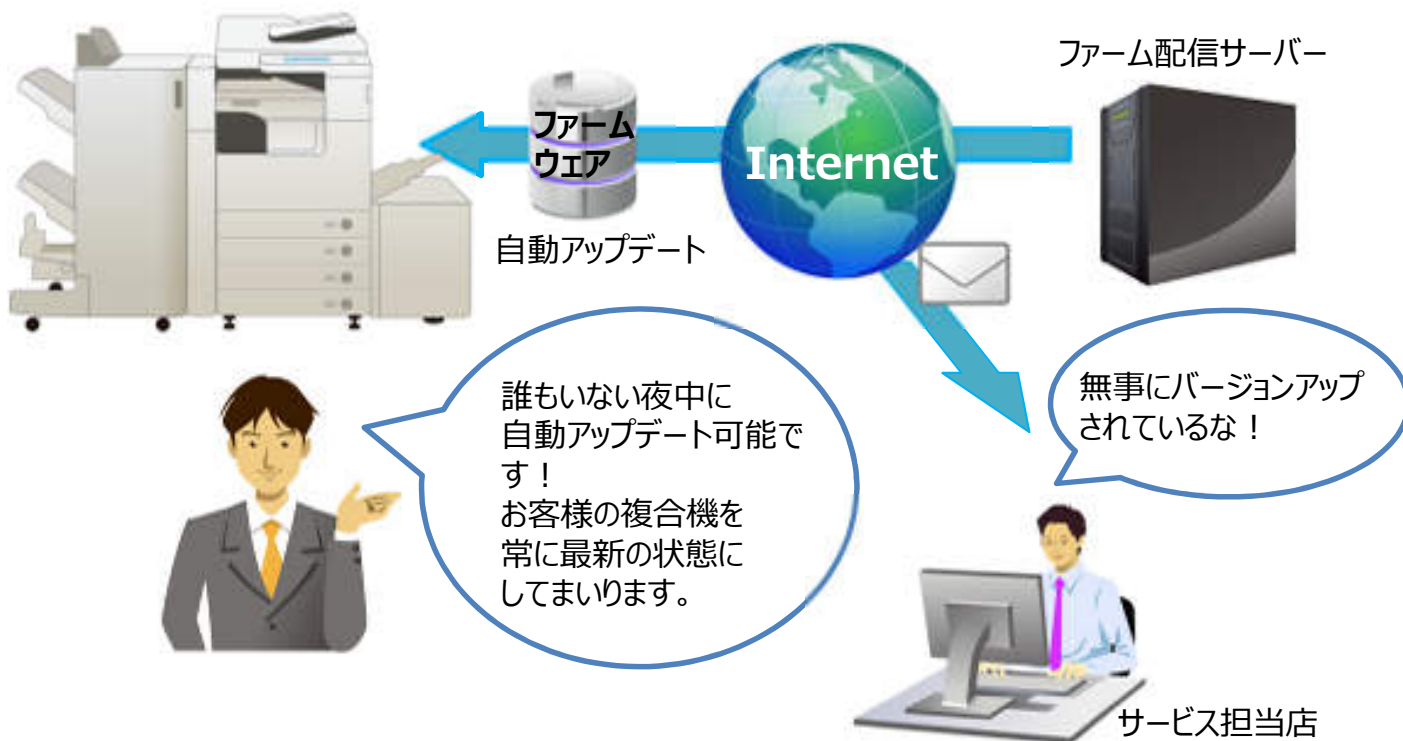 ファーム配信サーバー
ファーム
ウェア
Internet
自動アップデート
誰もいない夜中に
自動アップデート可能で
す！
お客様の複合機を
常に最新の状態に
してまいります。
無事にバージョンアップ
されているな！
サービス担当店